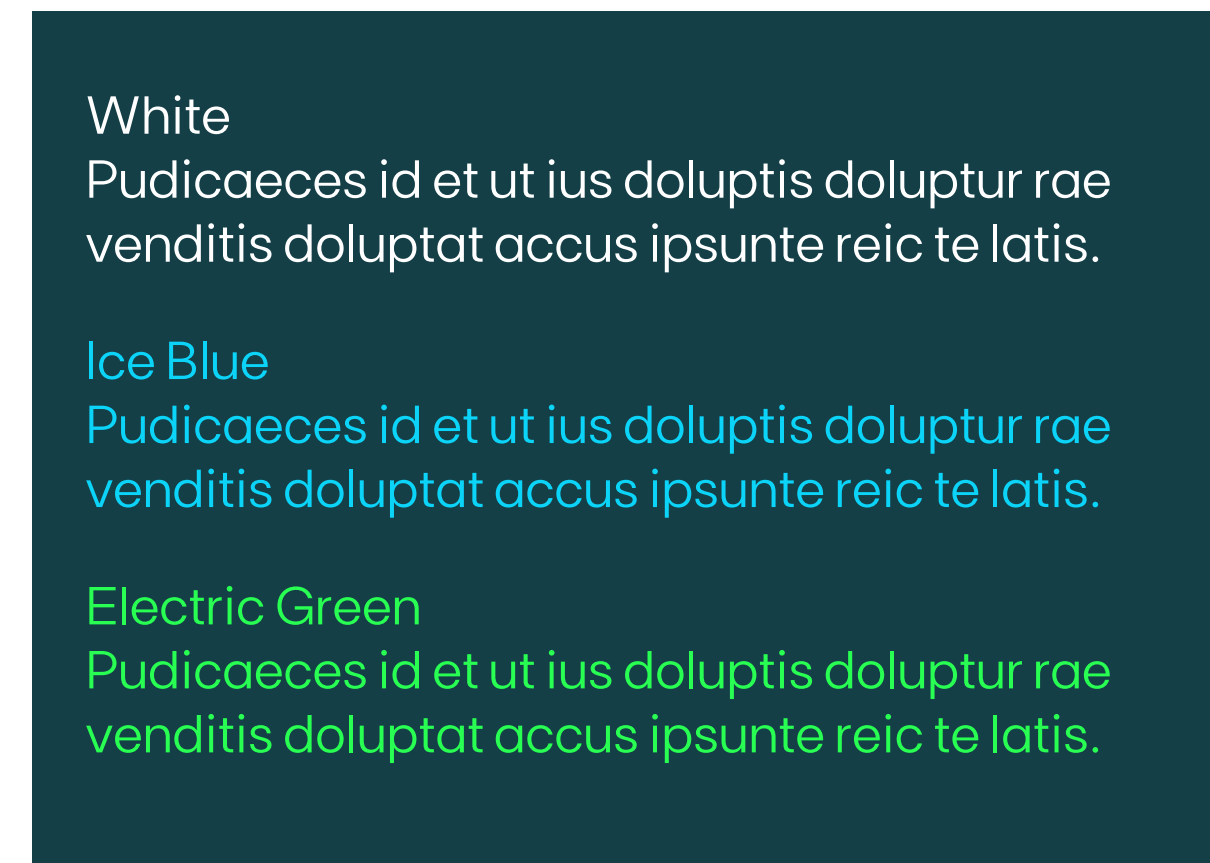 White
Pudicaeces id et ut ius doluptis doluptur rae
venditis doluptat accus ipsunte reic te latis.
Ice Blue
Pudicaeces id et ut ius doluptis doluptur rae
venditis doluptat accus ipsunte reic te latis.
Electric Green
Pudicaeces id et ut ius doluptis doluptur rae
venditis doluptat accus ipsunte reic te latis.